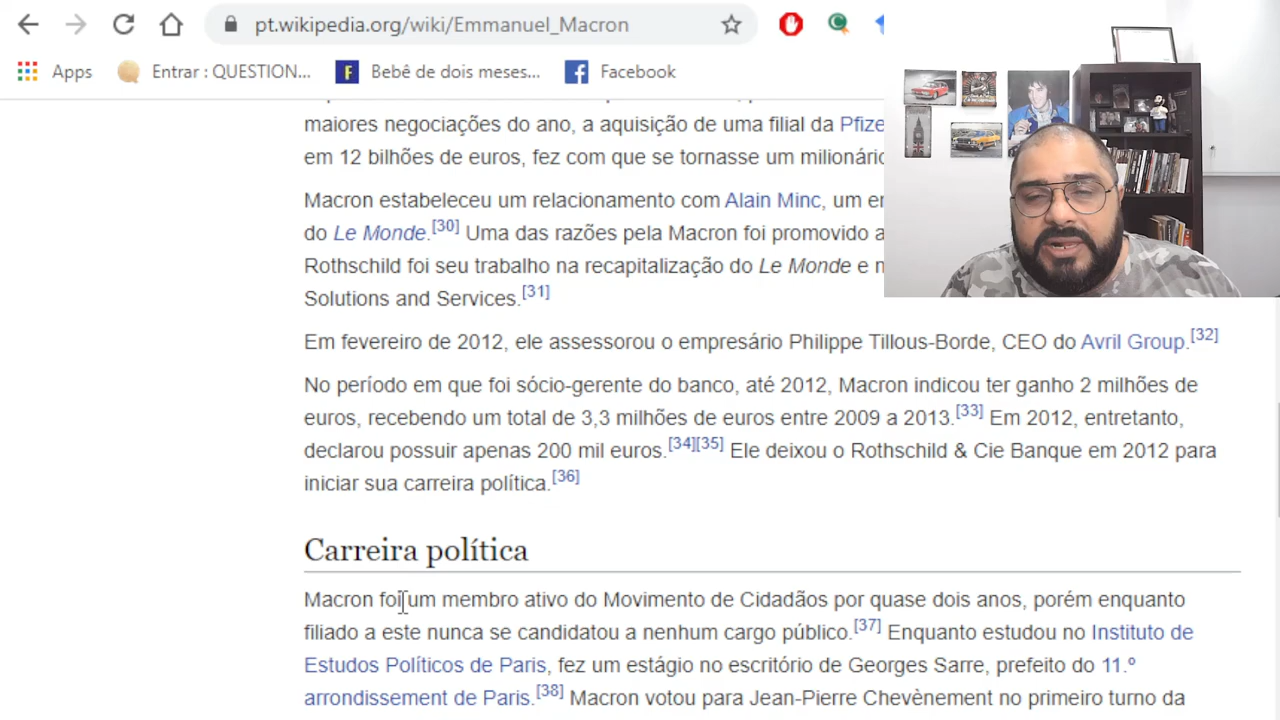 pt.wikipedia.org/wiki/Emmanuel_Macron
Apps Entrar : QUESTION... Bebê de dois meses... Facebook
maiores negociações do ano, a aquisição de uma filial da Pfize
em 12 bilhões de euros, fez com que se tornasse um milionári
Macron estabeleceu um relacionamento com Alain Minc, um
do Le Monde.[30] Uma das razões pela Macron foi promovido a
Rothschild foi seu trabalho na recapitalização do Le Monde e
Solutions and Services.[31]
Em fevereiro de 2012, ele assessorou o empresário Philippe Tillous-Borde, CEO do Avril Group.[32]
No período em que foi sócio-gerente do banco, até 2012, Macron indicou ter ganho 2 milhões de
euros, recebendo um total de 3,3 milhões de euros entre 2009 a 2013.[33] Em 2012, entretanto,
declarou possuir apenas 200 mil euros.[34][35] Ele deixou o Rothschild & Cie Banque em 2012 para
iniciar sua carreira política.[36]
Carreira política
Macron foi um membro ativo do Movimento de Cidadãos por quase dois anos, porém enquanto
filiado a este nunca se candidatou a nenhum cargo público.[37] Enquanto estudou no Instituto de
Estudos Políticos de Paris, fez um estágio no escritório de Georges Sarre, prefeito do 11.º
arrondissement de Paris.[38] Macron votou para Jean-Pierre Chevènement no primeiro turno da